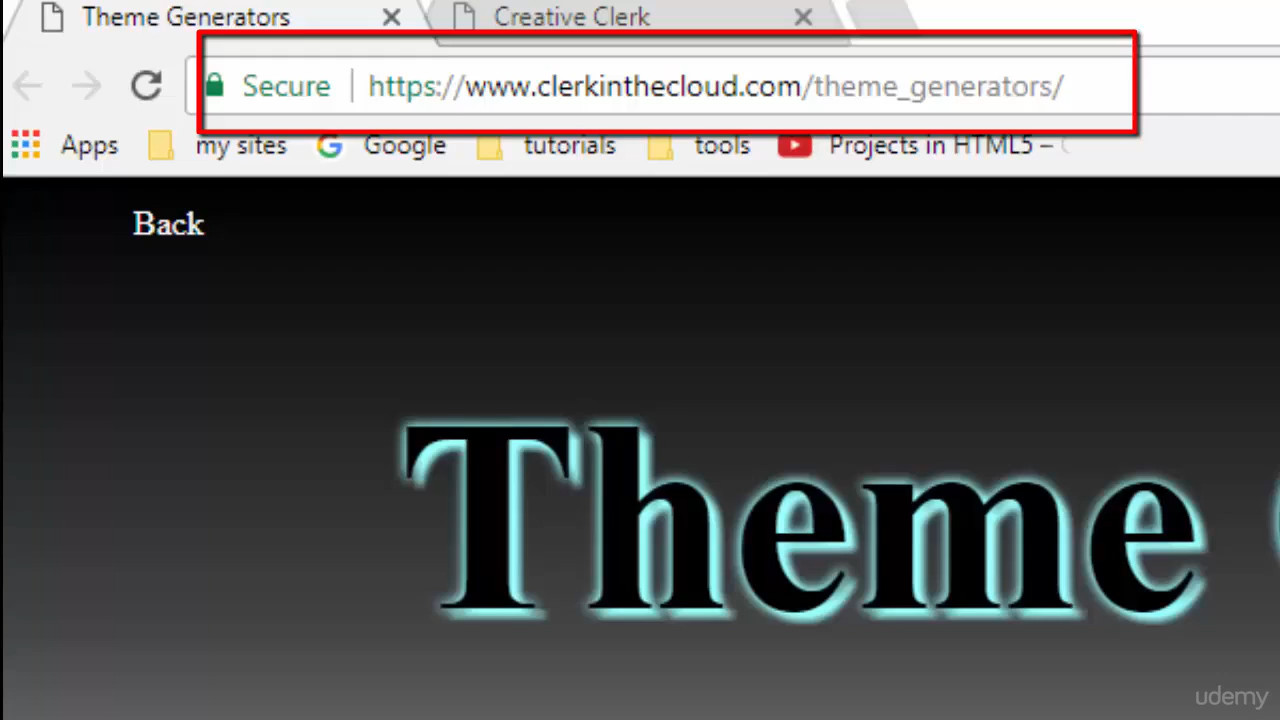 Theme Generators Creative Clerk
Secure https://www.clerkinthecloud.com/theme_generators/
Apps my sites Google tutorials tools Projects in HTML5 –
Back
Theme
udemy